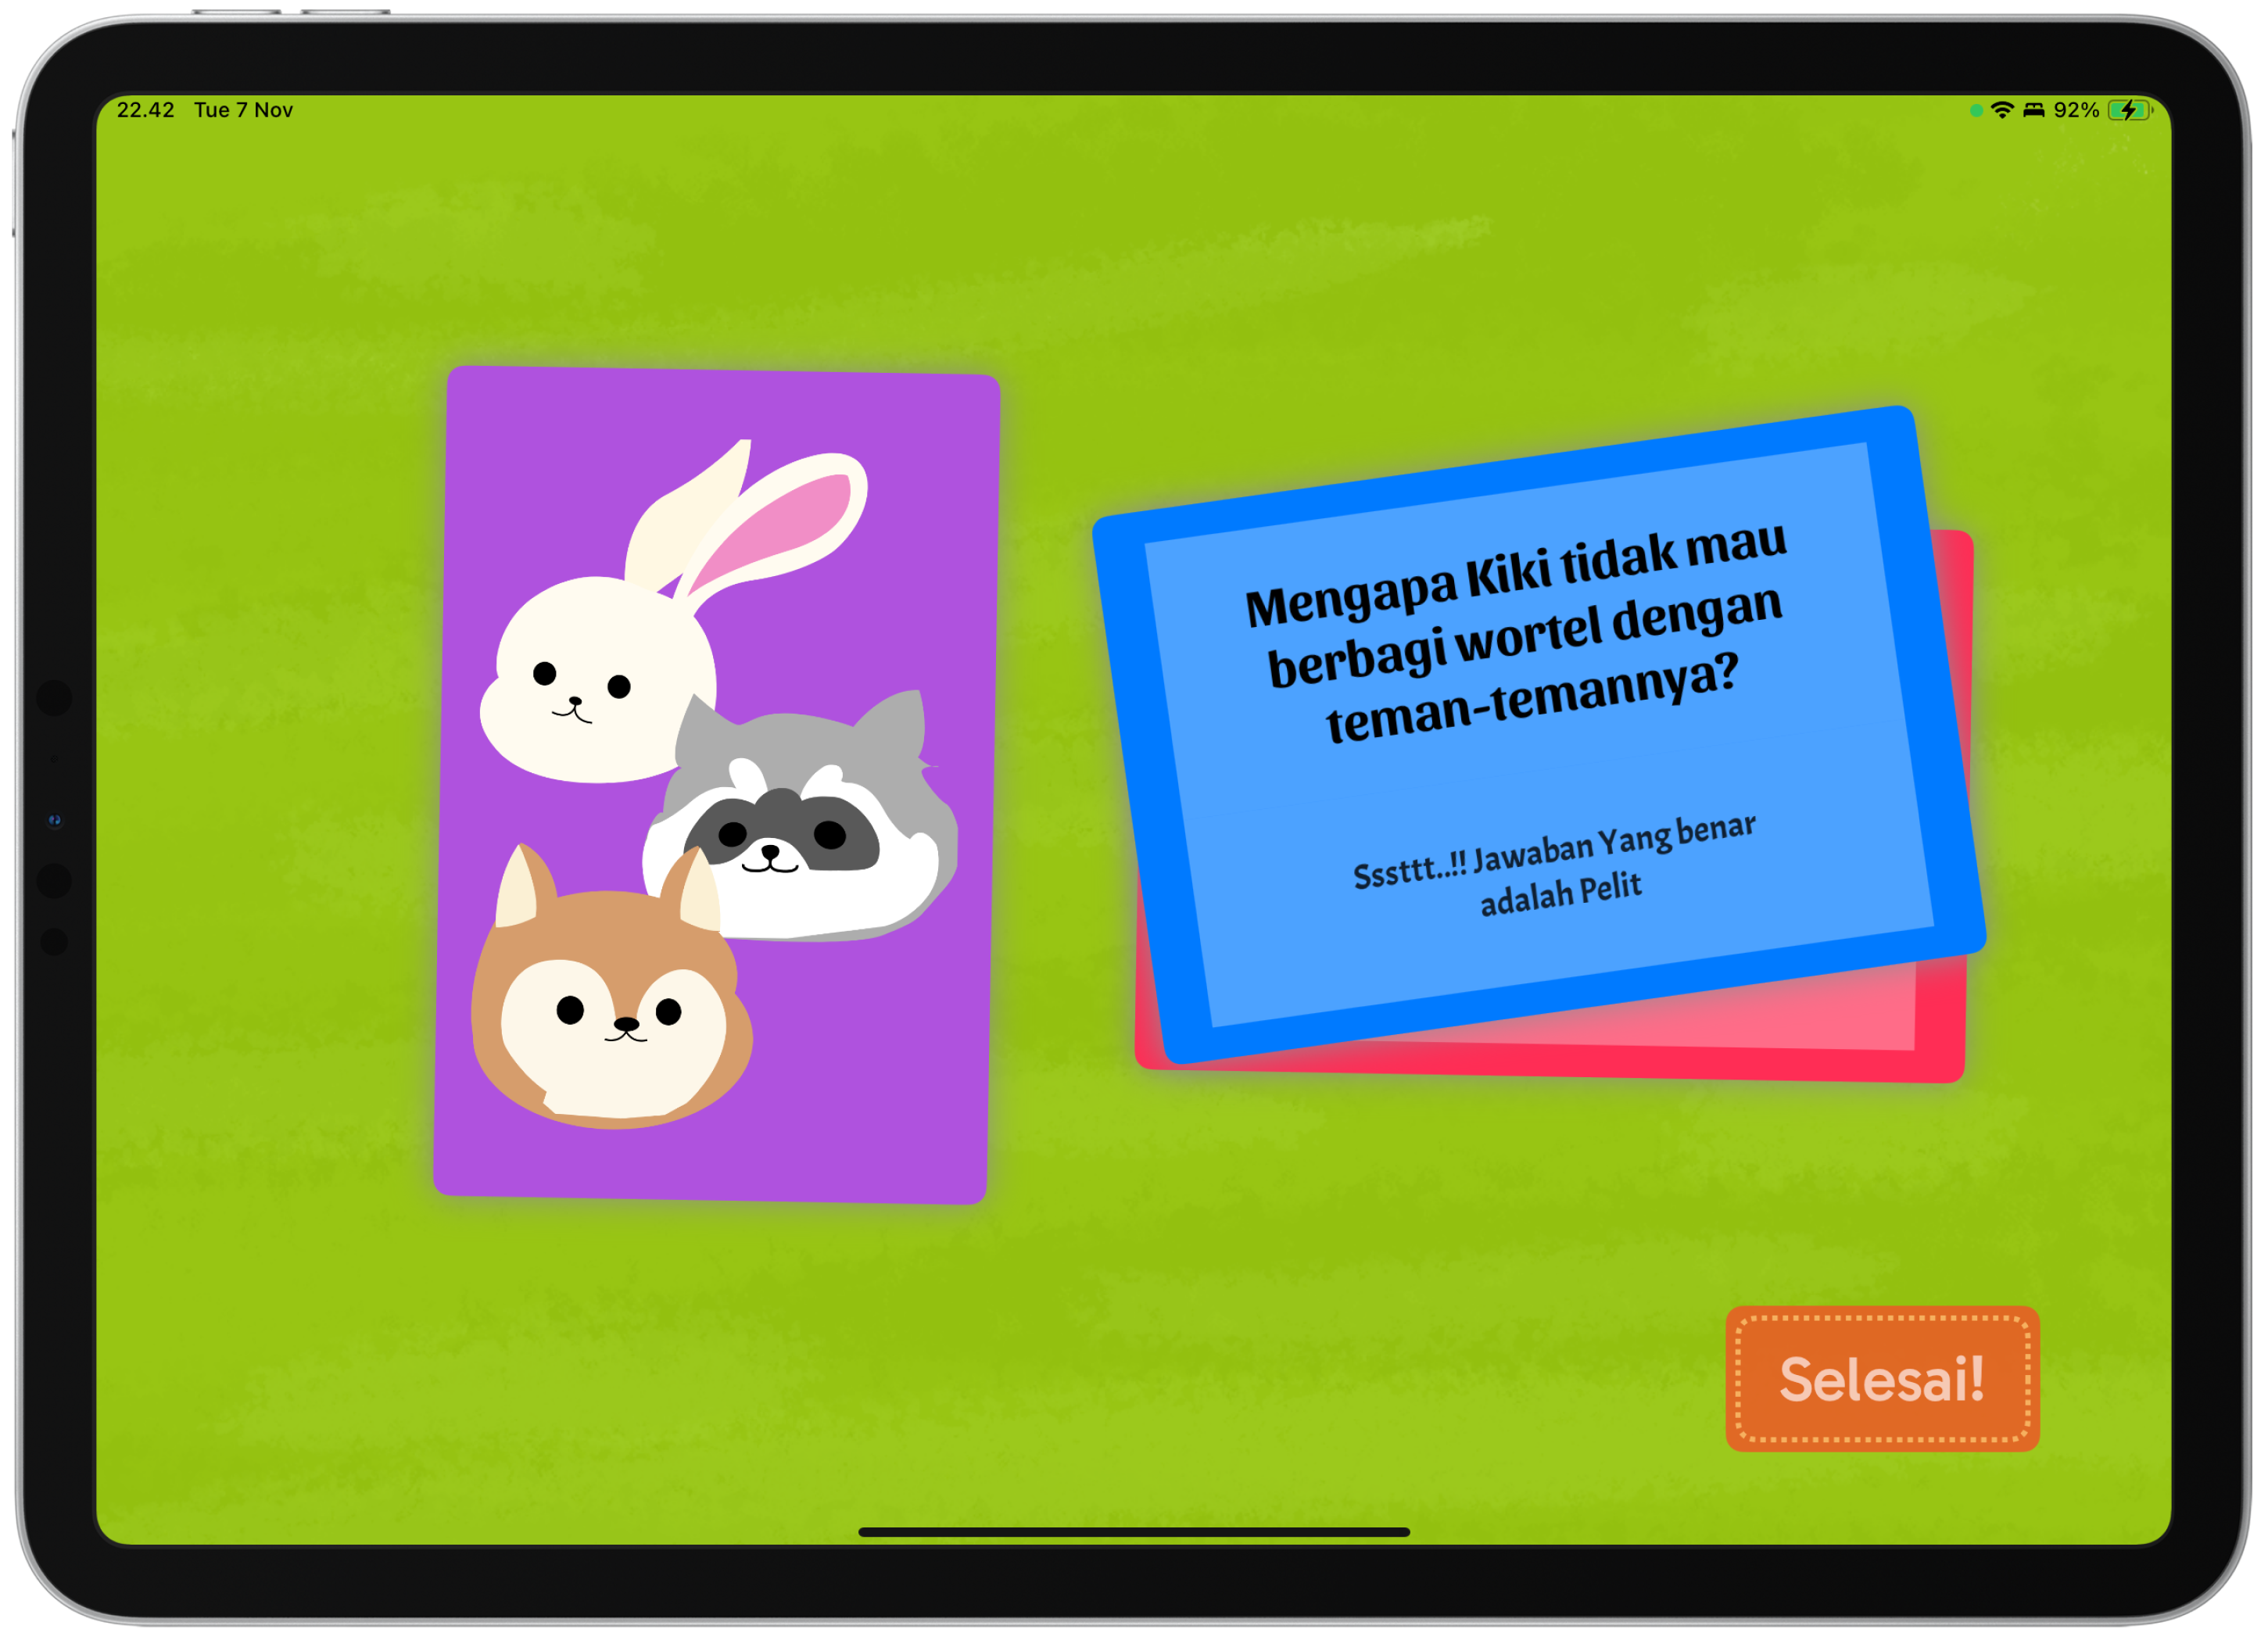 22.42 Tue 7 Nov
92%
Mengapa Kiki tidak mau
berbagi wortel dengan
teman-temannya?
Sssttt..!! Jawaban Yang benar
adalah Pelit
Selesai!